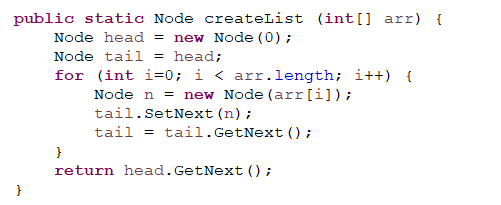 public static Node createList (int[] arr) {
    Node head = new Node(0);
    Node tail = head;
    for (int i=0; i < arr.length; i++) {
        Node n = new Node(arr[i]);
        tail.SetNext(n);
        tail = tail.GetNext();
    }
    return head.GetNext();
}